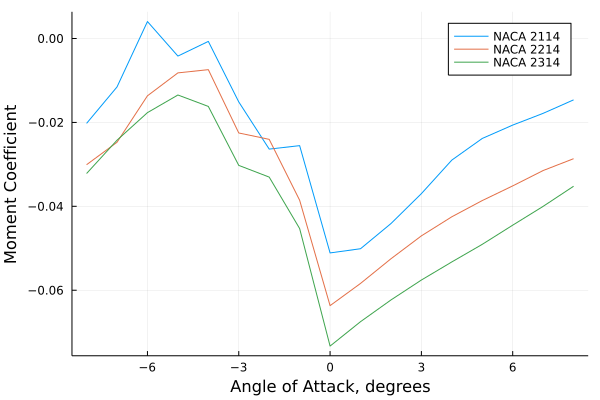 Moment Coefficient
0.00
−0.02
−0.04
−0.06
−6
−3
0
3
6
Angle of Attack, degrees
NACA 2114
NACA 2214
NACA 2314